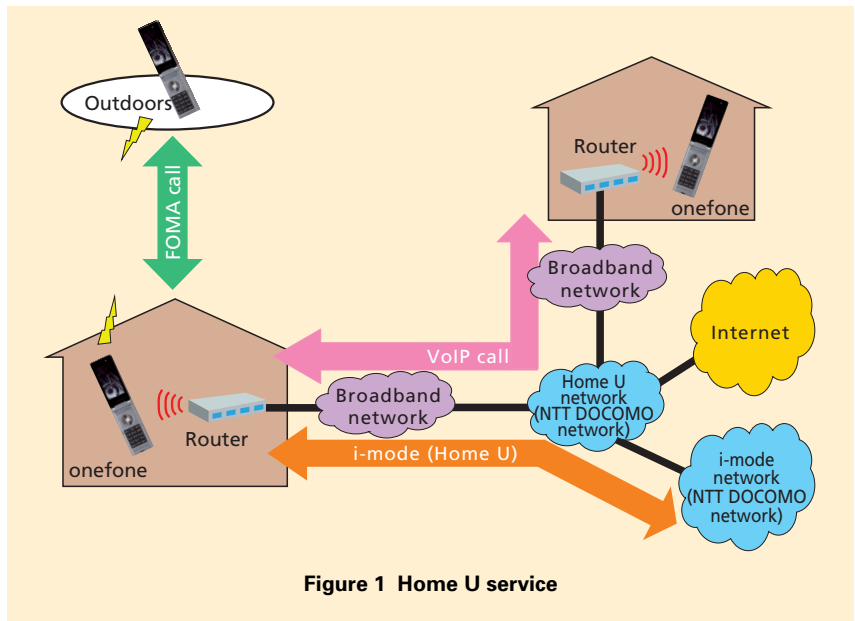 Outdoors
FOMA call
Router
onefone
Broadband
network
Internet
VoIP call
Home U
network
(NTT DOCOMO
network)
Broadband
network
Router
onefone
i-mode (Home U)
i-mode
network
(NTT DOCOMO
network)
Figure 1 Home U service